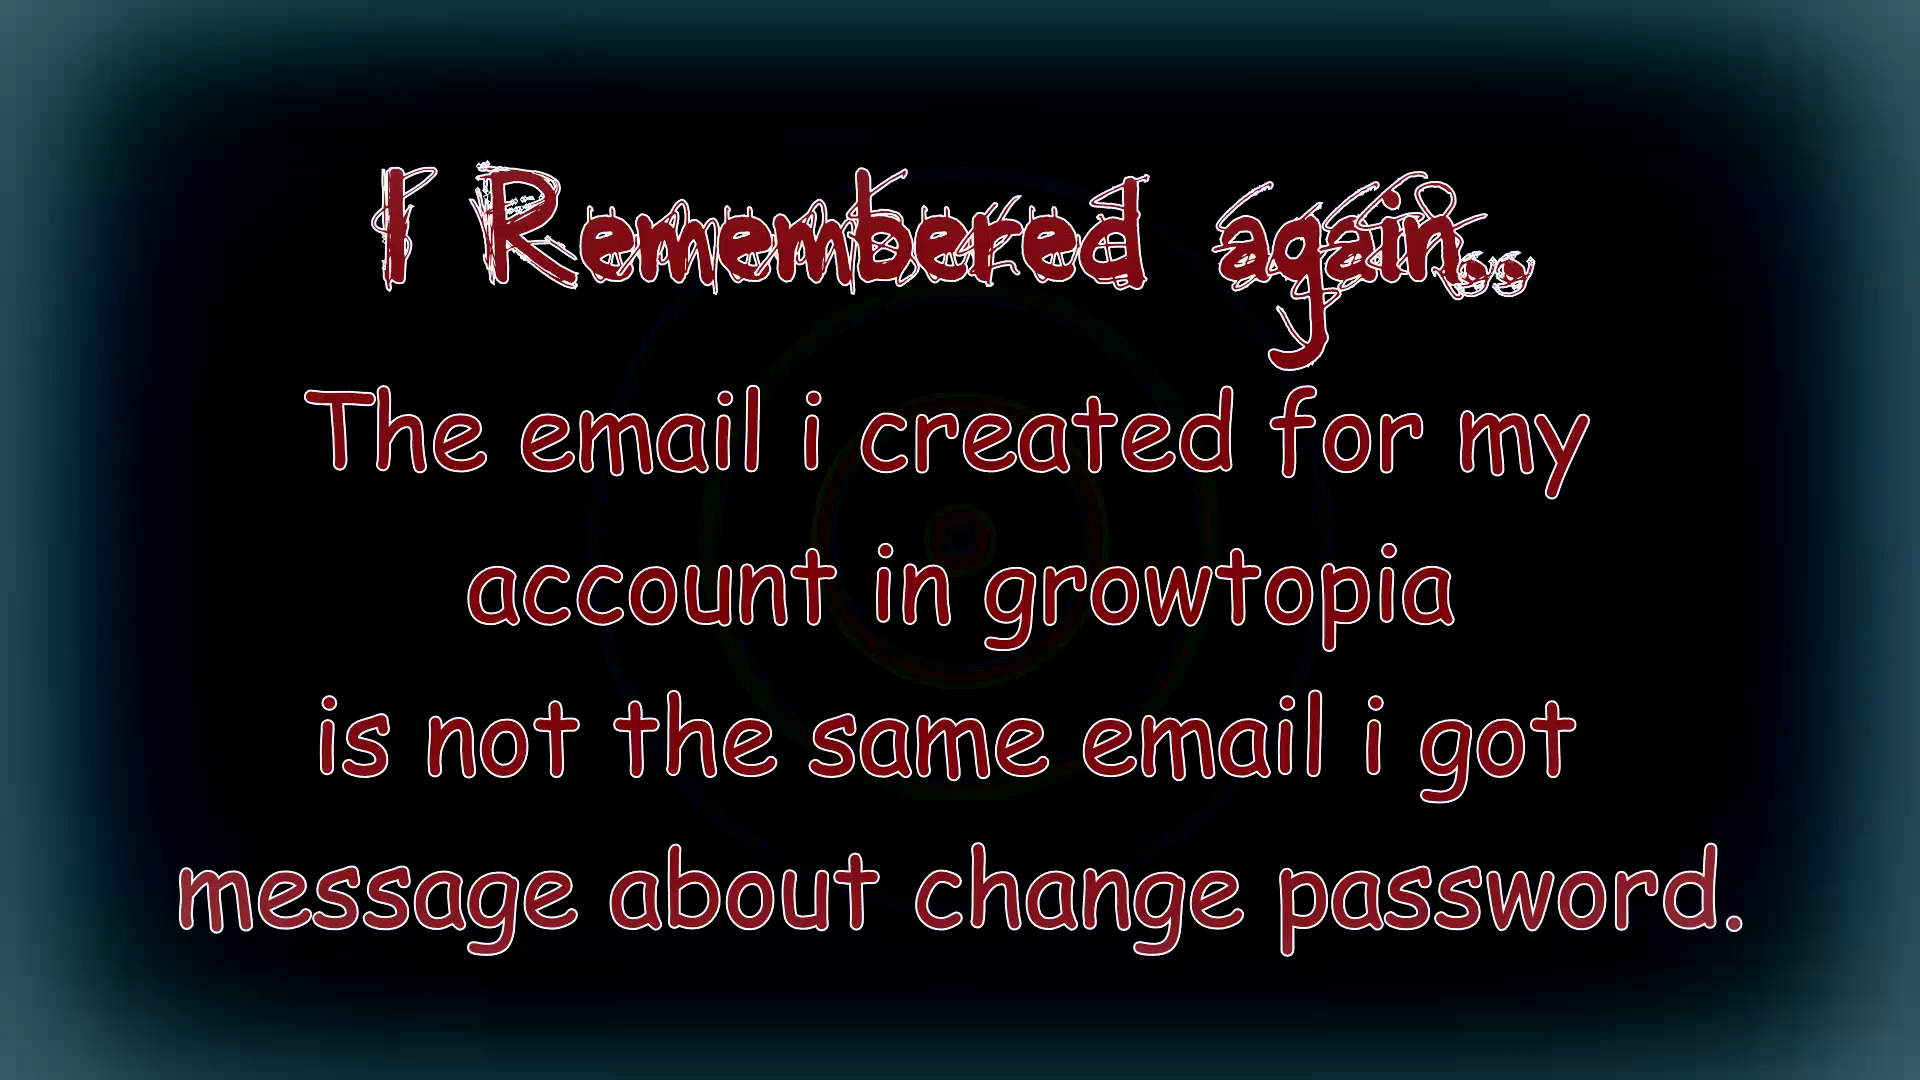 I Remembered again..
The email i created for my
account in growtopia
is not the same email i got
message about change password.